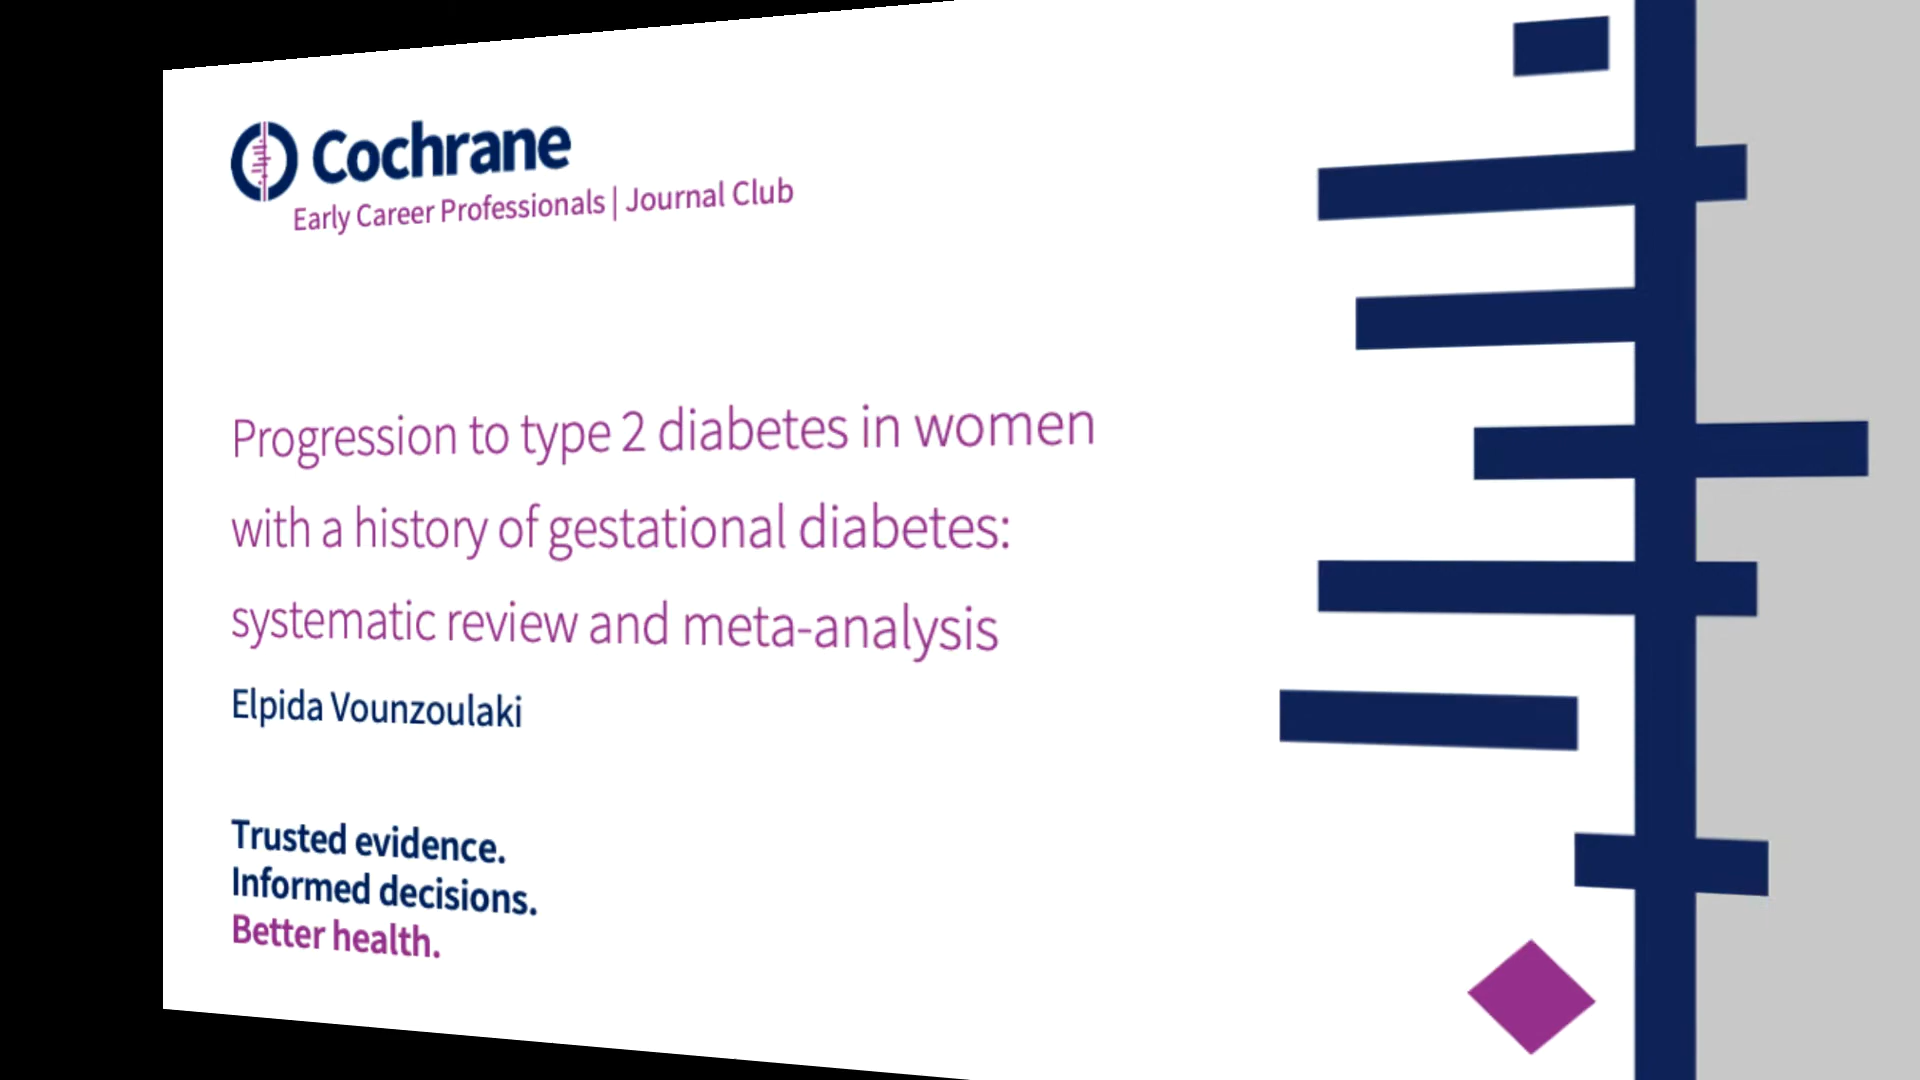 Cochrane
Early Career Professionals | Journal Club
Progression to type 2 diabetes in women
with a history of gestational diabetes:
systematic review and meta-analysis
Elpida Vounzoulaki
Trusted evidence.
Informed decisions.
Better health.